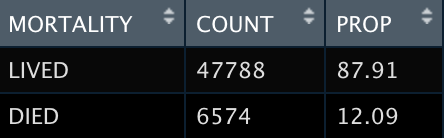 MORTALITY COUNT PROP
LIVED 47788 87.91
DIED 6574 12.09